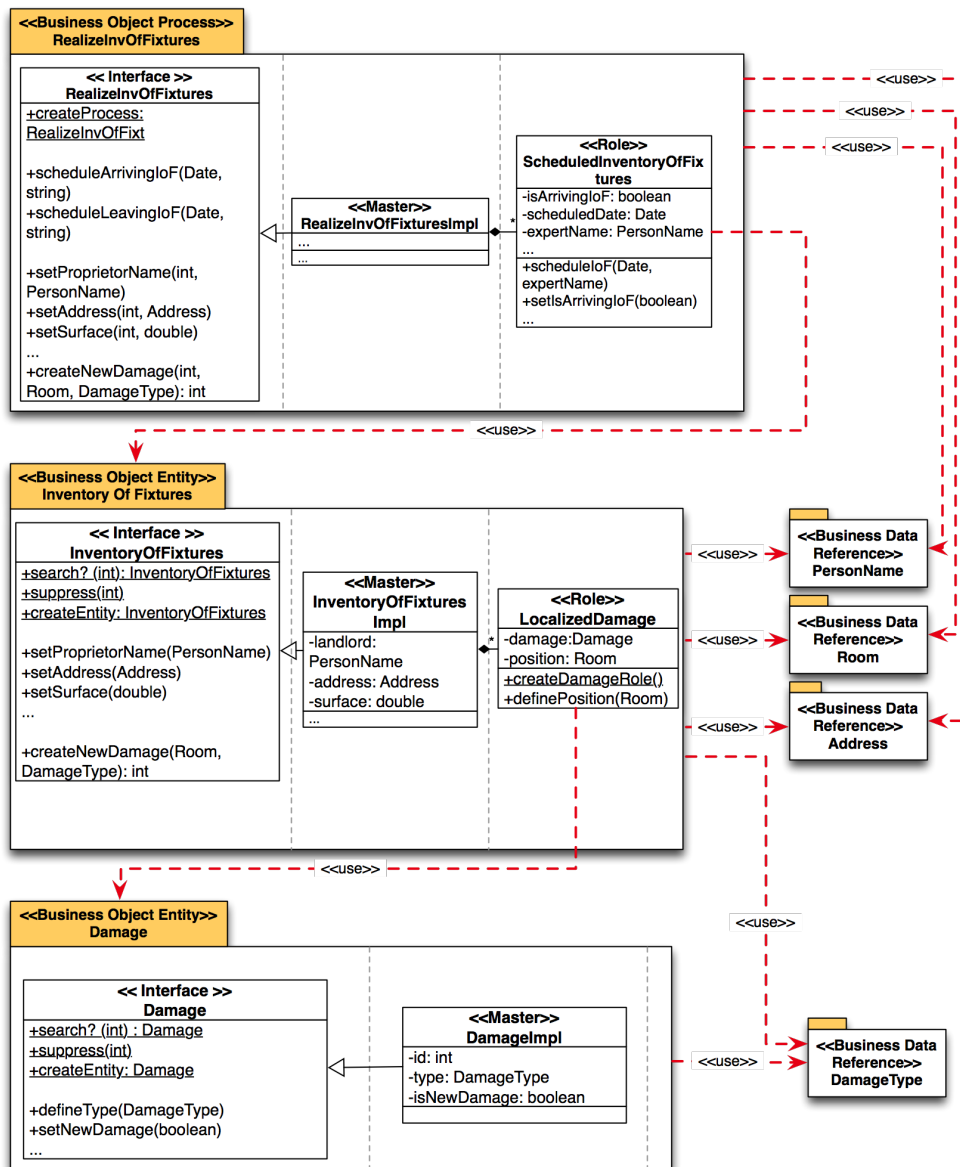 <<Business Object Process>>
RealizeInvOfFixtures
<< Interface >>
RealizeInvOfFixtures
+createProcess:
RealizeInvOfFixt
+scheduleArrivingIoF(Date,
string)
+scheduleLeavingIoF(Date,
string)
+setProprietorName(int,
PersonName)
+setAddress(int, Address)
+setSurface(int, double)
...
+createNewDamage(int,
Room, DamageType): int
<<Master>>
RealizeInvOfFixturesImpl
...
...
*
<<Role>>
ScheduledInventoryOfFix
tures
-isArrivingIoF: boolean
-scheduledDate: Date
-expertName: PersonName
...
+scheduleIoF(Date,
expertName)
+setIsArrivingIoF(boolean)
...
<<use>>
<<use>>
<<use>>
<<use>>
<<Business Object Entity>>
Inventory Of Fixtures
<< Interface >>
InventoryOfFixtures
+search? (int): InventoryOfFixtures
+suppress(int)
+createEntity: InventoryOfFixtures
+setProprietorName(PersonName)
+setAddress(Address)
+setSurface(double)
...
+createNewDamage(Room,
DamageType): int
<<Master>>
InventoryOfFixtures
Impl
-landlord:
PersonName
-address: Address
-surface: double
...
*
<<Role>>
LocalizedDamage
-damage:Damage
-position: Room
+createDamageRole()
+definePosition(Room)
<<use>>
<<Business Data
Reference>>
PersonName
<<use>>
<<Business Data
Reference>>
Room
<<use>>
<<Business Data
Reference>>
Address
<<use>>
<<use>>
<<Business Object Entity>>
Damage
<< Interface >>
Damage
+search? (int) : Damage
+suppress(int)
+createEntity: Damage
+defineType(DamageType)
+setNewDamage(boolean)
...
<<Master>>
DamageImpl
-id: int
-type: DamageType
-isNewDamage: boolean
<<use>>
<<Business Data
Reference>>
DamageType